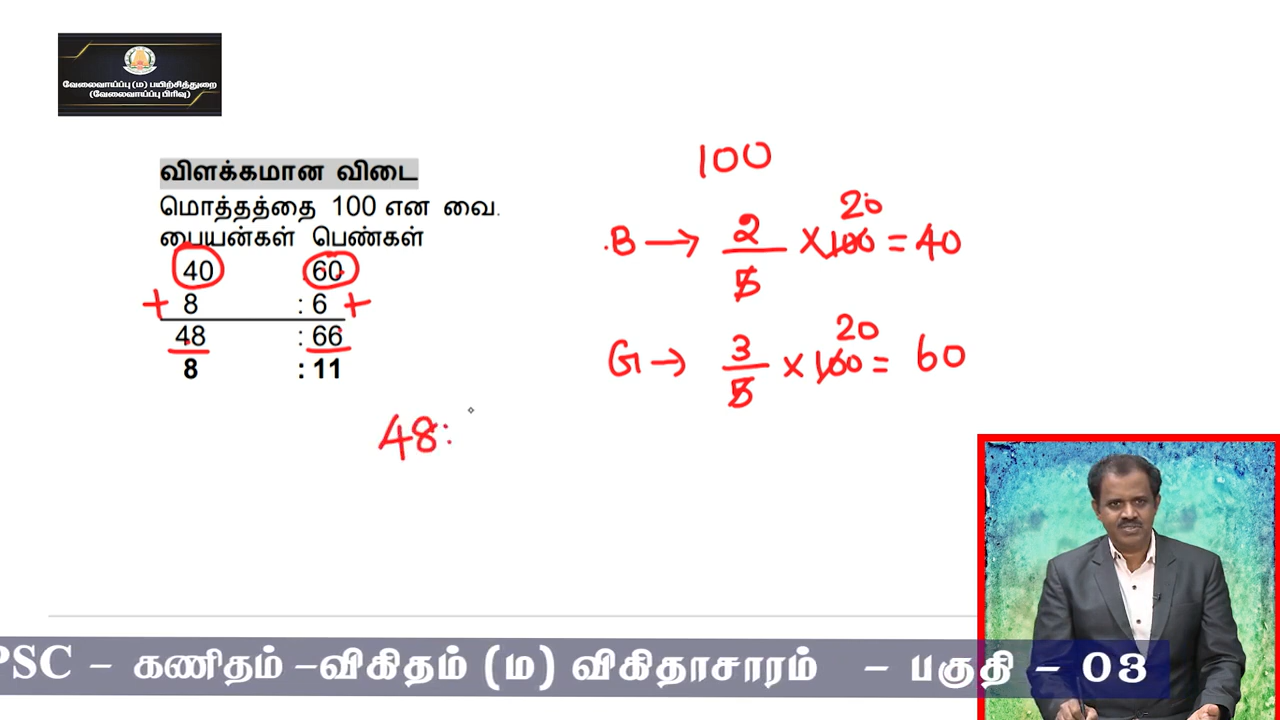 வேலைவாய்ப்பு (ம) பயிற்சித்துறை
(வேலைவாய்ப்பு பிரிவு)
விளக்கமான விடை
மொத்தத்தை 100 என வை.
பையன்கள் பெண்கள்
40 : 60
+ 8 : 6 +
48 : 66
8 : 11
48:
100
B → 2/5 × 100 20 = 40
G → 3/5 × 100 20 = 60
PSC – கணிதம் –விகிதம் (ம) விகிதாசாரம் – பகுதி – 03